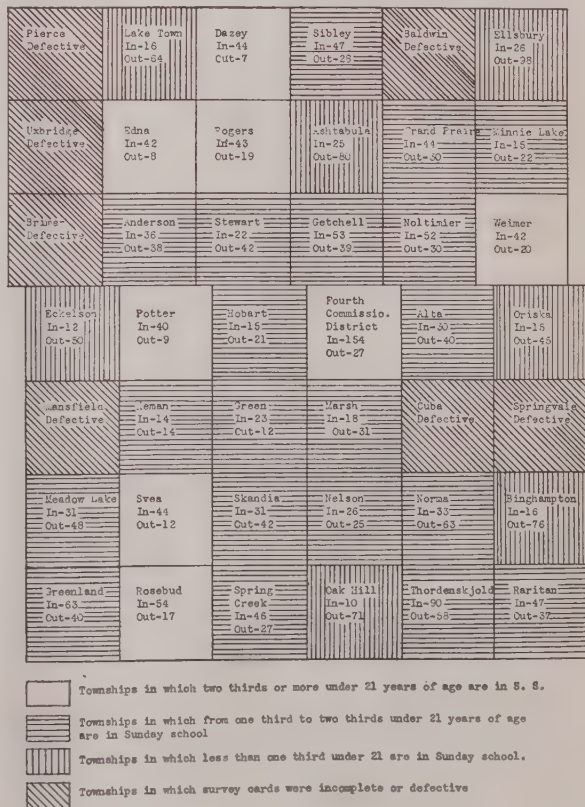 Pierce
Defective
Lake Town
In-16
Out-64
Dazey
In-44
Out-7
Sibley
In-47
Out-26
Baldwin
Defective
Ellsbury
In-26
Out-98
Uxbridge
Defective
Edna
In-42
Out-8
Rogers
In-43
Out-19
Ashtabula
In-25
Out-80
Grand Prairie
In-44
Out-30
Minnie Lake
In-15
Out-22
Brimer
Defective
Anderson
In-36
Out-38
Stewart
In-22
Out-42
Getchell
In-53
Out-39
Noltimier
In-52
Out-30
Weimer
In-42
Out-20
Eckelson
In-12
Out-50
Potter
In-40
Out-9
Hobart
In-15
Out-21
Fourth
Commissio.
District
In-154
Out-27
Alta
In-30
Out-40
Oriska
In-15
Out-45
Mansfield
Defective
Heman
In-14
Out-14
Green
In-23
Out-12
Marsh
In-18
Out-31
Cuba
Defective
Springvale
Defective
Meadow Lake
In-31
Out-48
Svea
In-44
Out-12
Skandia
In-31
Out-42
Nelson
In-26
Out-25
Norma
In-33
Out-63
Binghampton
In-16
Out-76
Greenland
In-63
Out-40
Rosebud
In-54
Out-17
Spring
Creek
In-46
Out-27
Oak Hill
In-10
Out-71
Thordenskjold
In-90
Out-58
Raritan
In-47
Out-37
Townships in which two thirds or more under 21 years of age are in S. S.
Townships in which from one third to two thirds under 21 years of age
are in Sunday school
Townships in which less than one third under 21 are in Sunday school.
Townships in which survey cards were incomplete or defective